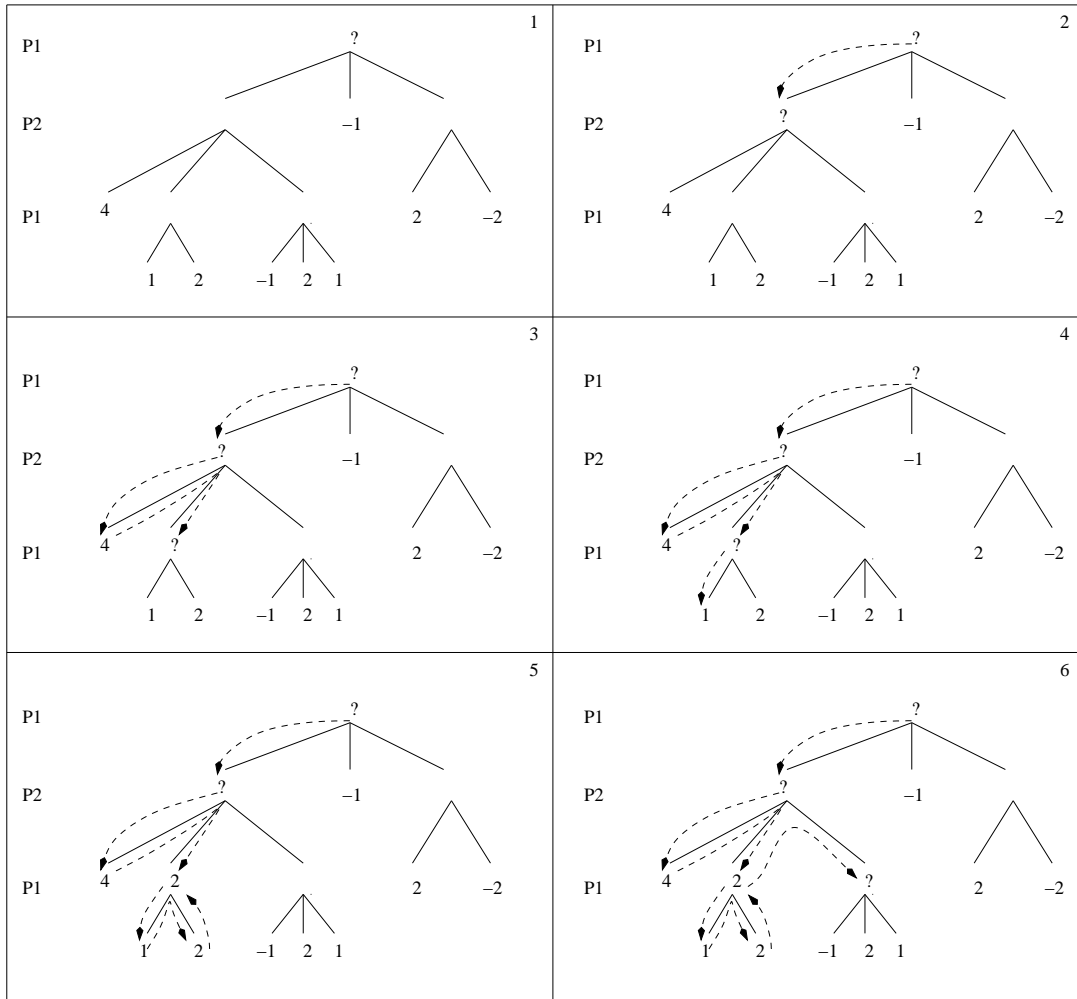 1
P1 ?
P2 –1
P1 4 2 –2
1 2 –1 2 1
2
P1 ?
P2 ? –1
P1 4 2 –2
1 2 –1 2 1
3
P1 ?
P2 ? –1
P1 4 ? 2 –2
1 2 –1 2 1
4
P1 ?
P2 ? –1
P1 4 ? 2 –2
1 2 –1 2 1
5
P1 ?
P2 ? –1
P1 4 2 2 –2
1 2 –1 2 1
6
P1 ?
P2 ? –1
P1 4 2 ? 2 –2
1 2 –1 2 1